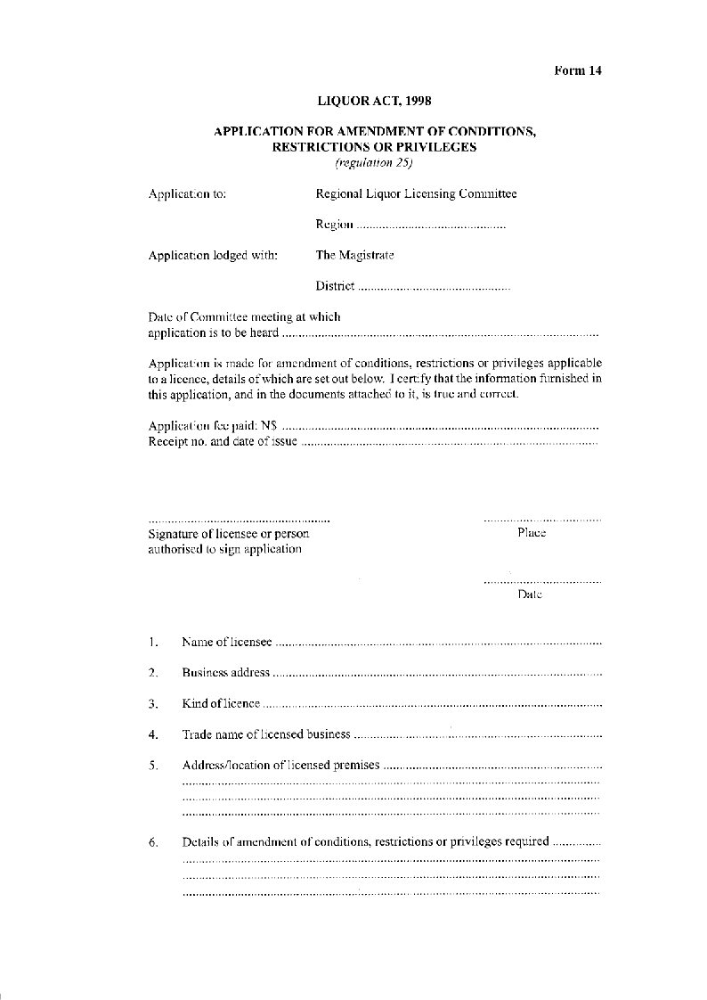 Form 14
LIQUOR ACT, 1998
APPLICATION FOR AMENDMENT OF CONDITIONS,
RESTRICTIONS OR PRIVILEGES
(regulation 25)
Application to: Regional Liquor Licensing Committee
Region ..............................................
Application lodged with: The Magistrate
District ...............................................
Date of Committee meeting at which
application is to be heard .................................................................................................
Application is made for amendment of conditions, restrictions or privileges applicable
to a licence, details of which are set out below. I certify that the information furnished in
this application, and in the documents attached to it, is true and correct.
Application fee paid: N$ .................................................................................................
Receipt no. and date of issue ...........................................................................................
........................................................ ....................................
Signature of licensee or person Place
authorised to sign application
....................................
Date
1. Name of licensee ....................................................................................................
2. Business address .....................................................................................................
3. Kind of licence ........................................................................................................
4. Trade name of licensed business ............................................................................
5. Address/location of licensed premises ...................................................................
................................................................................................................................
................................................................................................................................
................................................................................................................................
6. Details of amendment of conditions, restrictions or privileges required ...............
................................................................................................................................
................................................................................................................................
................................................................................................................................